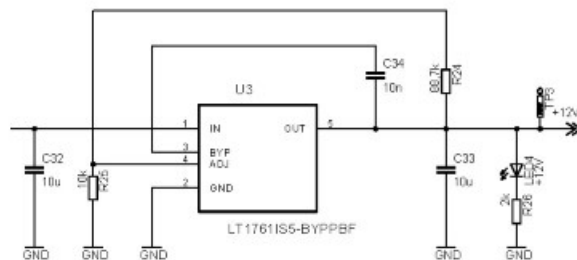 C34
10n
88.7k
R24
TP3
+12V
U3
1
IN
OUT
5
3
BYP
4
ADJ
2
GND
C32
10u
10k
R25
C33
10u
LED4
+12V
2k
R26
LT1761IS5-BYPPBF
GND
GND
GND
GND
GND